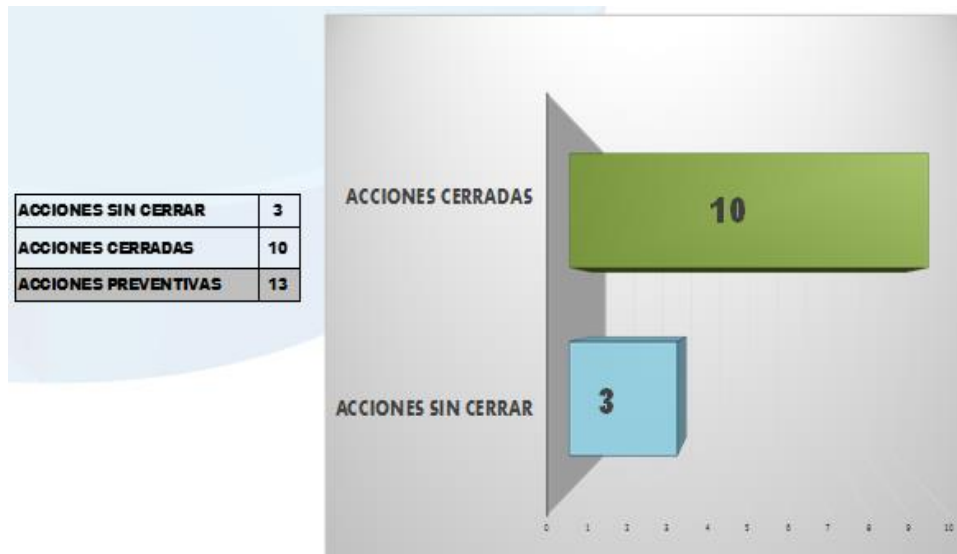 ACCIONES SIN CERRAR 3
ACCIONES CERRADAS 10
ACCIONES PREVENTIVAS 13
ACCIONES CERRADAS 10
ACCIONES SIN CERRAR 3
0 1 2 3 4 5 6 7 8 9 10